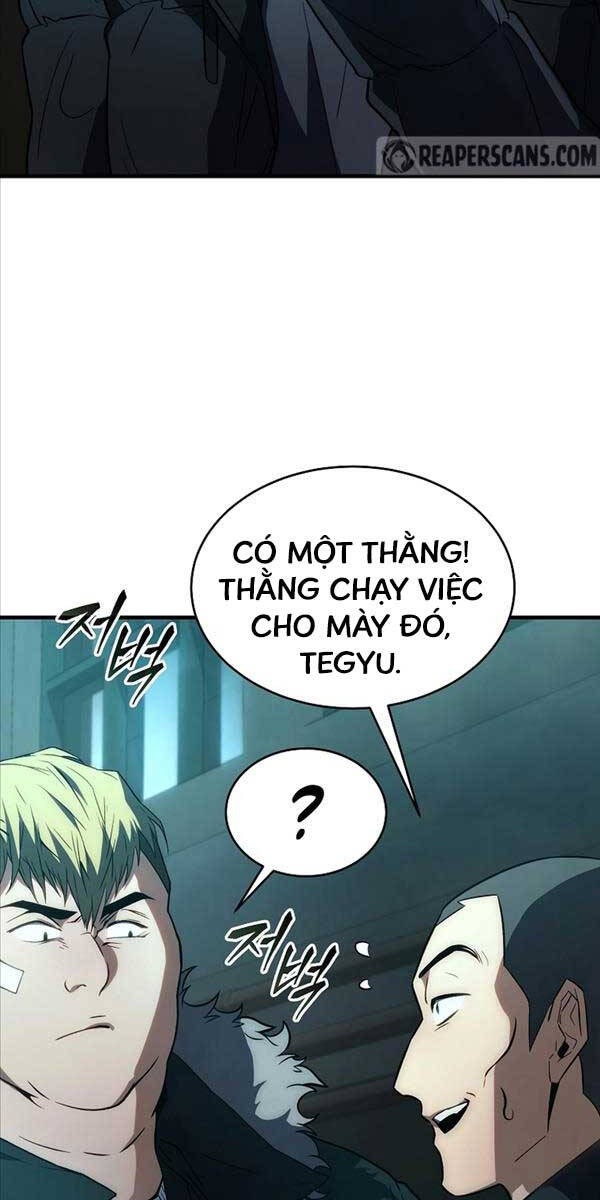 REAPERSCANS.COM
CÓ MỘT THẰNG!
THẰNG CHẠY VIỆC
CHO MÀY ĐÓ,
TEGYU.
저벅
?
저벅